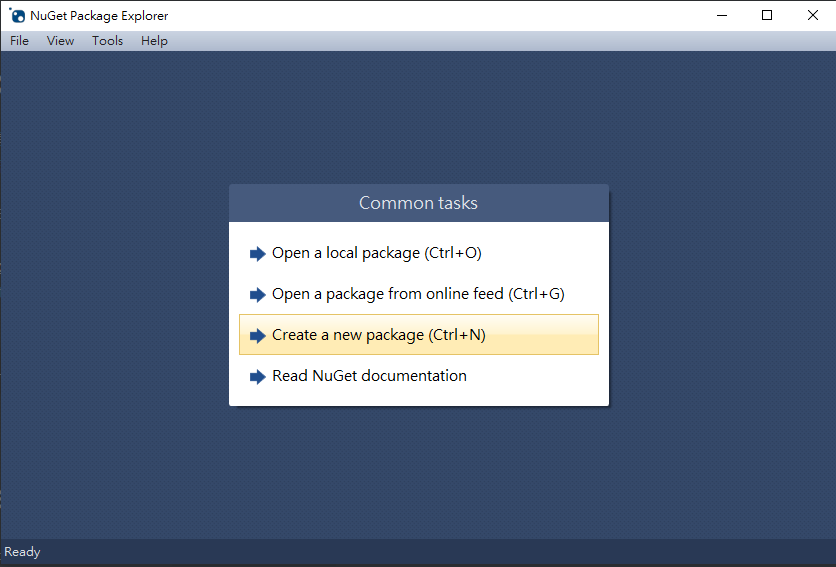 NuGet Package Explorer
File View Tools Help
Common tasks
Open a local package (Ctrl+O)
Open a package from online feed (Ctrl+G)
Create a new package (Ctrl+N)
Read NuGet documentation
Ready